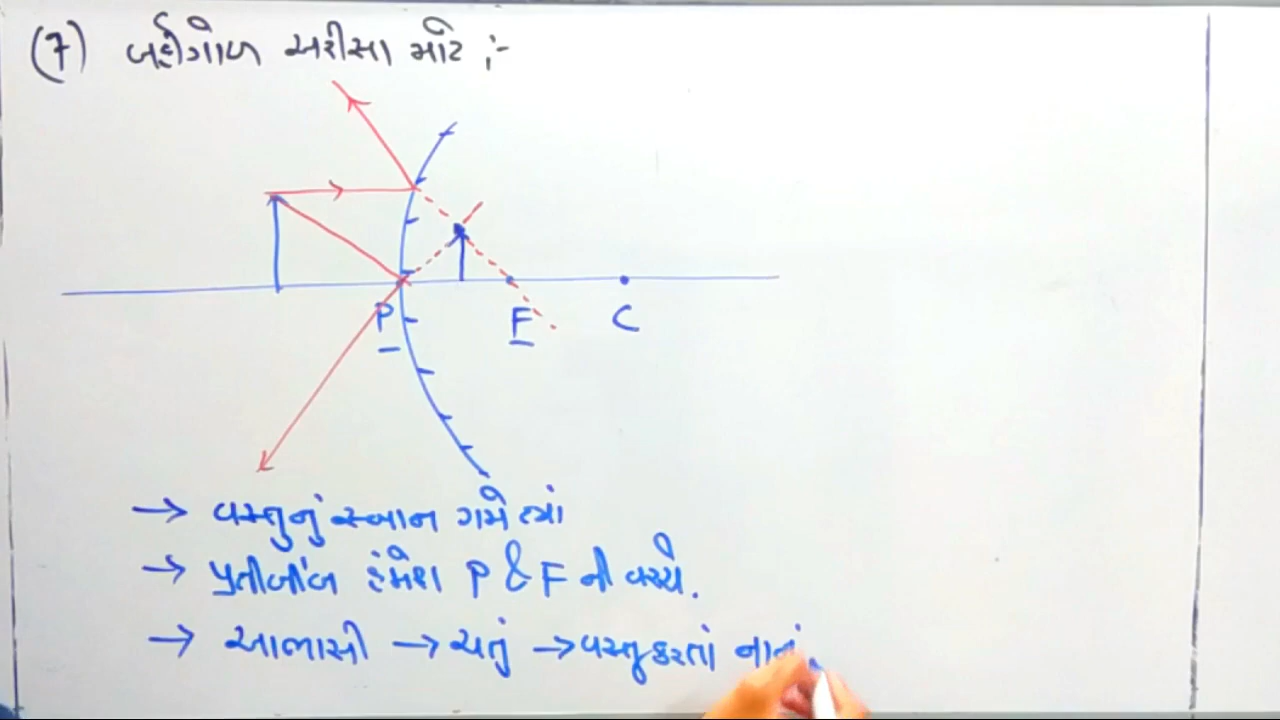 (7) બહીર્ગોળ અરીસા માટે :-
P F C
→ વસ્તુનું સ્થાન ગમે ત્યાં
→ પ્રતીબીંબ હંમેશા P & F ની વચ્ચે.
→ આભાસી → ચતું → વસ્તુ કરતાં નાનું